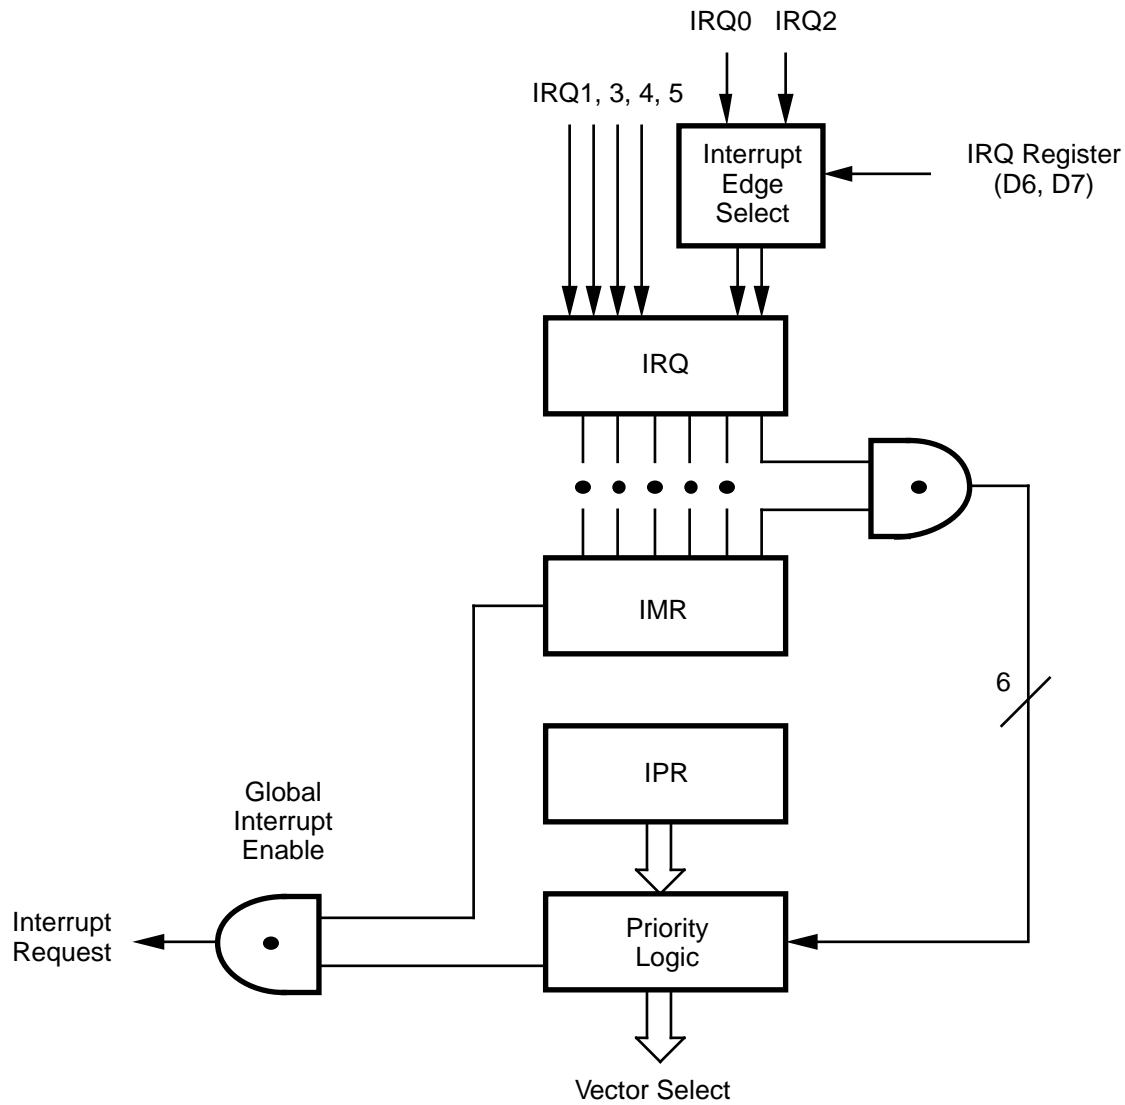 IRQ0 IRQ2
IRQ1, 3, 4, 5
Interrupt
Edge
Select
IRQ Register
(D6, D7)
IRQ
IMR
6
IPR
Global
Interrupt
Enable
Interrupt
Request
Priority
Logic
Vector Select